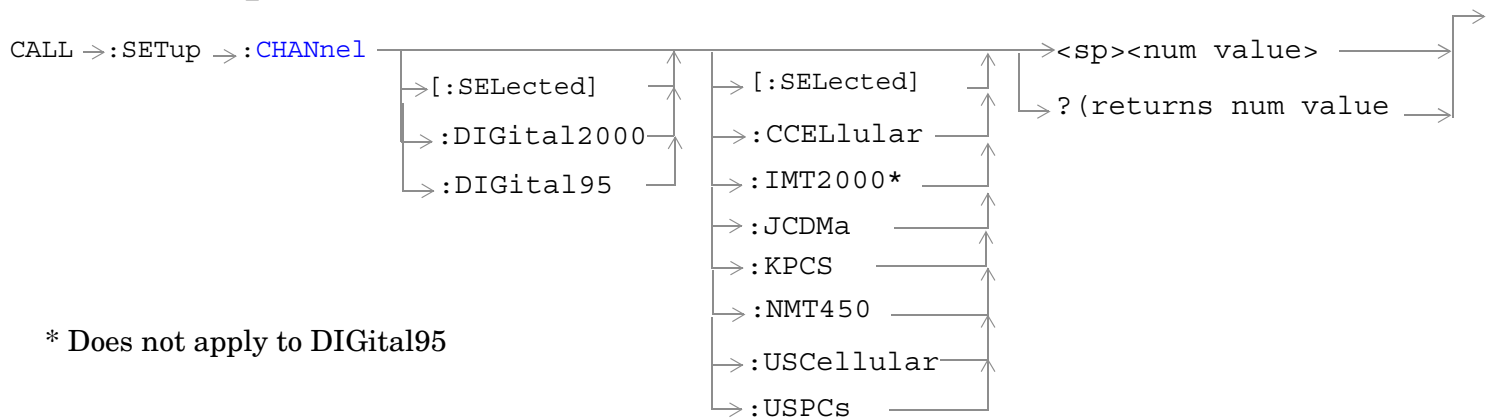 CALL :SETup :CHANnel <sp><num value>
[:SELected] [:SELected] ?(returns num value
:DIGital2000 :CCELlular
:DIGital95 :IMT2000*
:JCDMa
:KPCS
:NMT450
* Does not apply to DIGital95
:USCellular
:USPCs